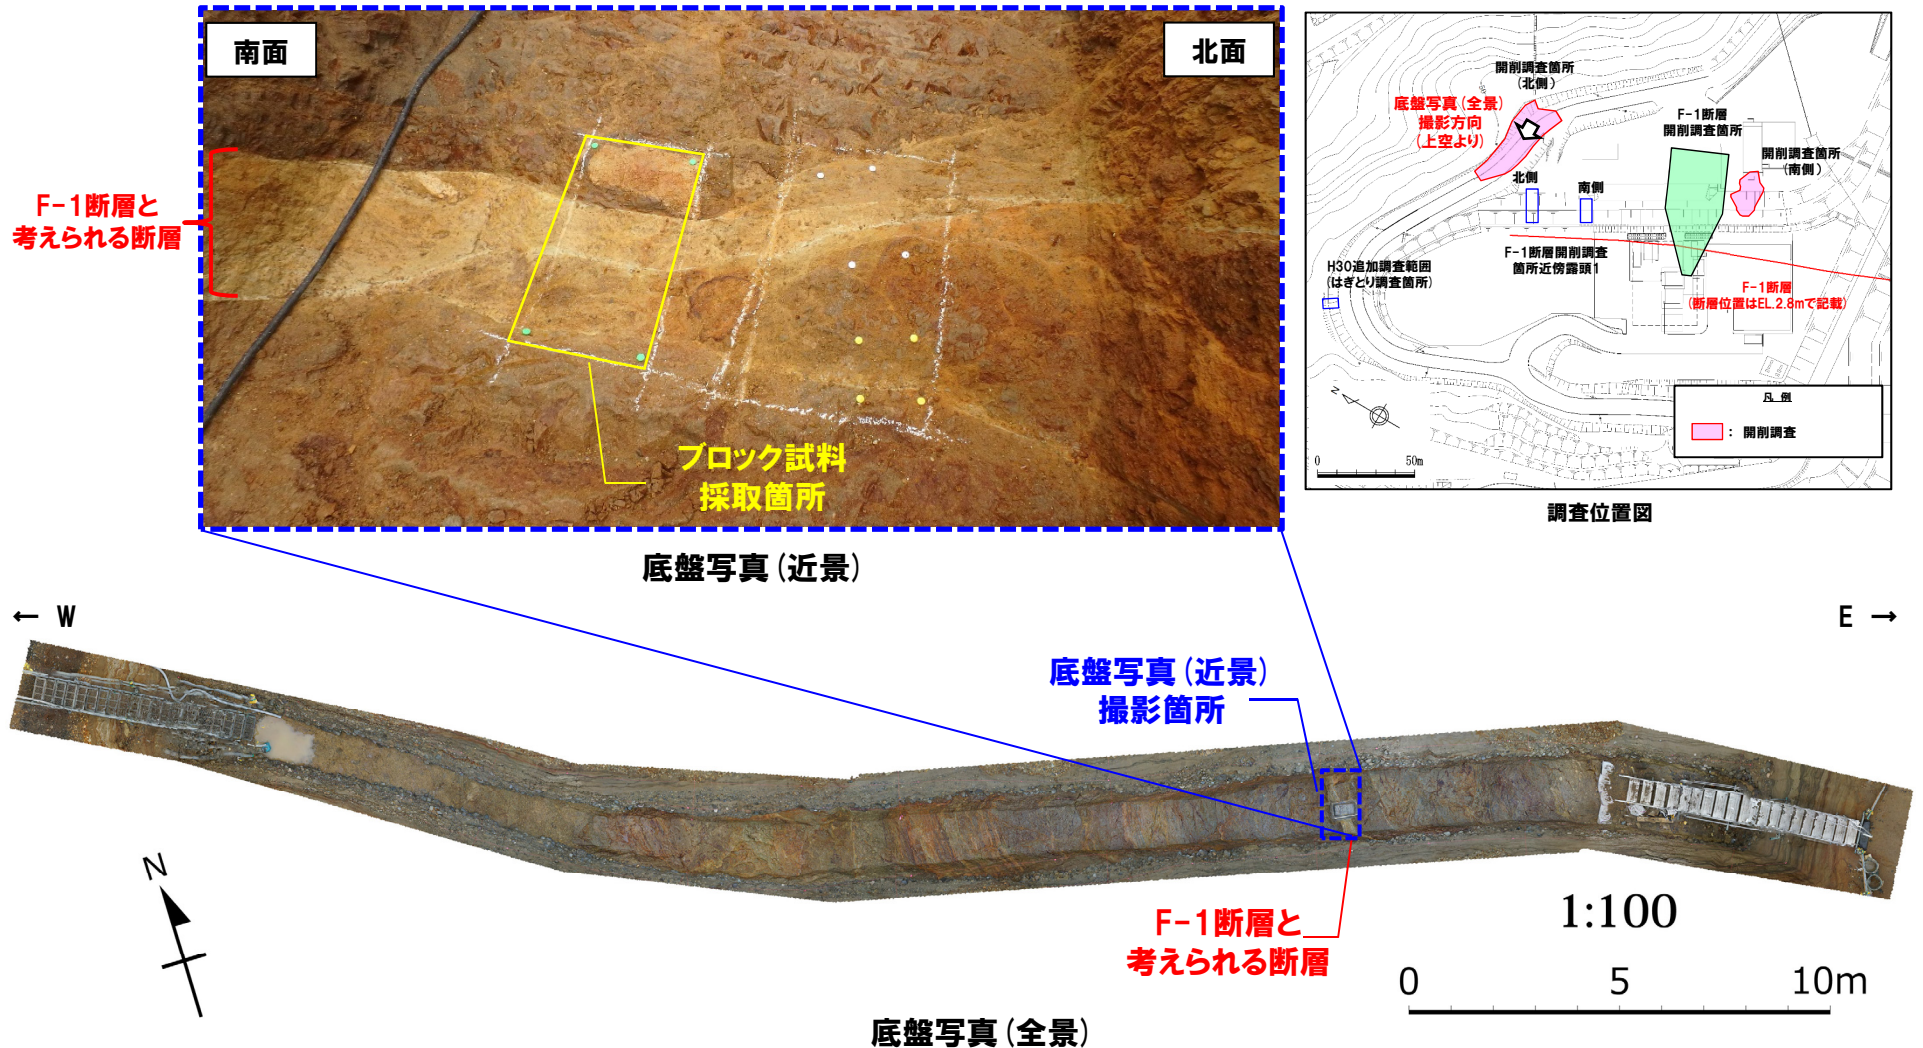 南面
北面
F-1断層と
考えられる断層
ブロック試料
採取箇所
底盤写真(近景)
開削調査箇所
(北側)
底盤写真(全景)
撮影方向
(上空より)
F-1断層
開削調査箇所
開削調査箇所
(南側)
北側
南側
F-1断層開削調査
箇所近傍露頭1
H30追加調査範囲
(はぎとり調査箇所)
F-1断層
(断層位置はEL.2.8mで記載)
N
凡 例
: 開削調査
0 50m
調査位置図
← W
E →
底盤写真(近景)
撮影箇所
N
F-1断層と
考えられる断層
1:100
0 5 10m
底盤写真(全景)